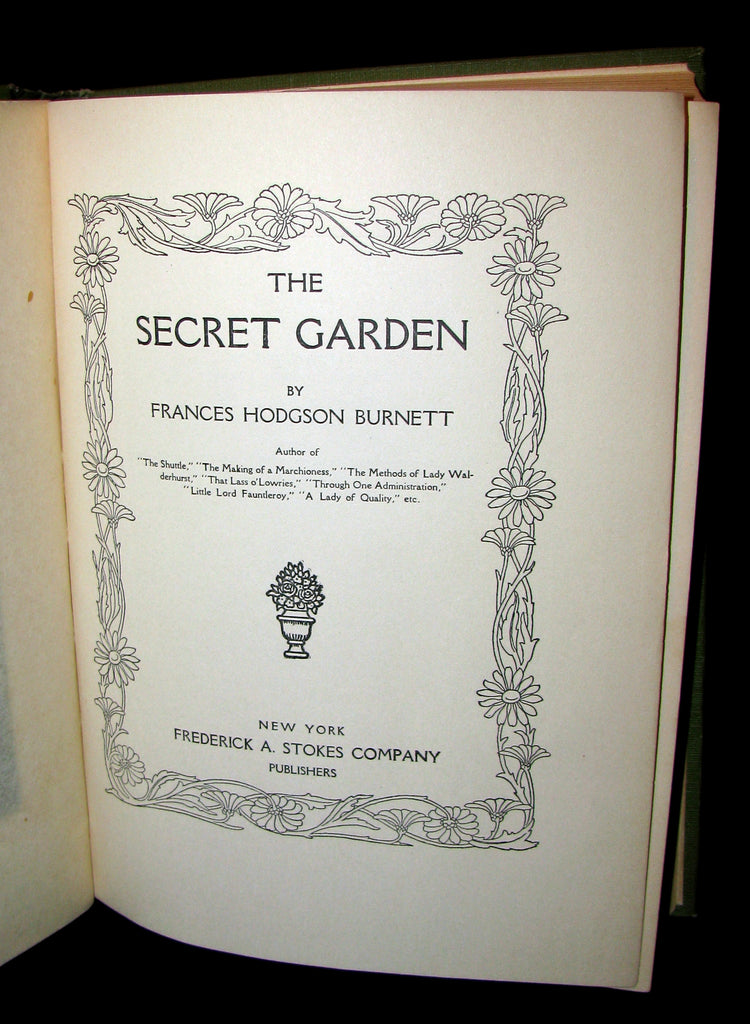 THE
SECRET GARDEN
BY
FRANCES HODGSON BURNETT
Author of
"The Shuttle," "The Making of a Marchioness," "The Methods of Lady Wal-
derhurst," "That Lass o'Lowries," "Through One Administration,"
"Little Lord Fauntleroy," "A Lady of Quality," etc.
NEW YORK
FREDERICK A. STOKES COMPANY
PUBLISHERS